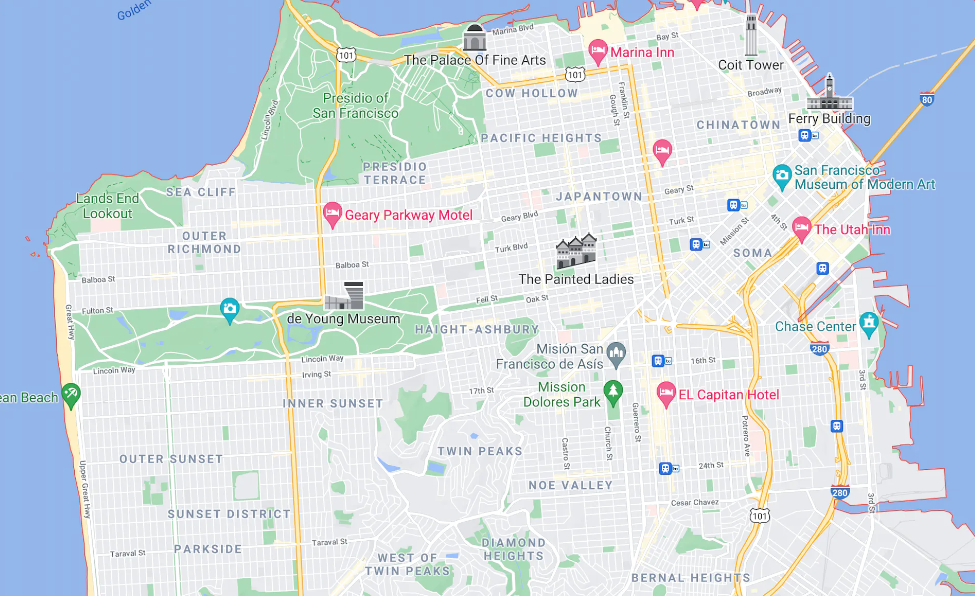 Golden
Marina Blvd
Bay St
101
The Palace Of Fine Arts
Marina Inn
Coit Tower
101
COW HOLLOW
Broadway
80
Presidio of
San Francisco
Franklin St
Gough St
Lincoln Blvd
Ferry Building
CHINATOWN
PACIFIC HEIGHTS
PRESIDIO
TERRACE
San Francisco
Museum of Modern Art
SEA CLIFF
Lands End
Lookout
JAPANTOWN
Geary St
Geary Parkway Motel
Geary Blvd
Turk St
Mission St
4th St
The Utah Inn
OUTER
RICHMOND
Turk Blvd
SOMA
Balboa St
Balboa St
The Painted Ladies
Fulton St
Great Hwy
Fell St
Oak St
de Young Museum
HAIGHT-ASHBURY
Chase Center
Misión San
Francisco de Asís
280
Lincoln Way
Lincoln Way
Irving St
16th St
3rd St
17th St
Mission
Dolores Park
EL Capitan Hotel
ean Beach
INNER SUNSET
Guerrero St
Church St
Castro St
Potrero Ave
TWIN PEAKS
OUTER SUNSET
24th St
Upper Great Hwy
NOE VALLEY
280
3rd St
Cesar Chavez
SUNSET DISTRICT
101
Taraval St
Taraval St
PARKSIDE
DIAMOND
HEIGHTS
WEST OF
TWIN PEAKS
BERNAL HEIGHTS